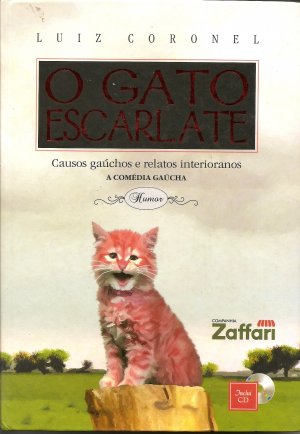 LUIZ CORONEL
O GATO
ESCARLATE
Causos gaúchos e relatos interioranos
A COMÉDIA GAÚCHA
Humor
COMPANHIA
Zaffari
Inclui
CD